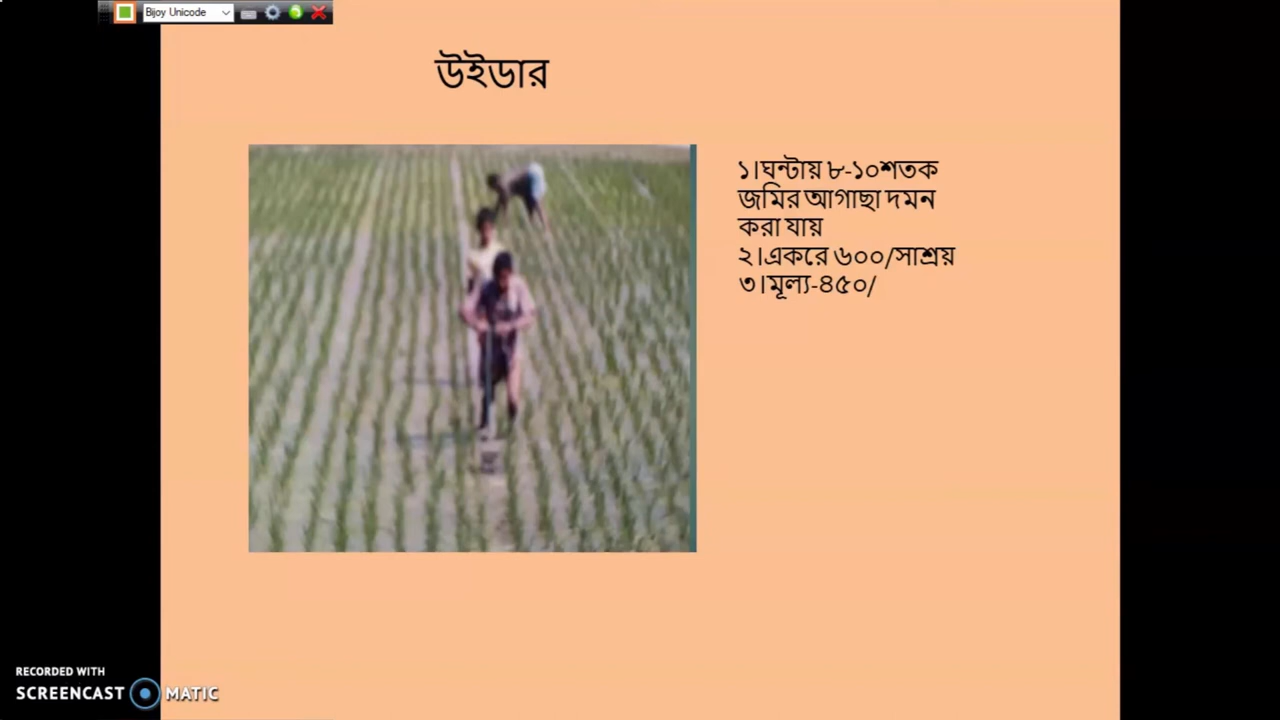 Bijoy Unicode
উইডার
১।ঘন্টায় ৮-১০শতক
জমির আগাছা দমন
করা যায়
২।একরে ৬০০/সাশ্রয়
৩।মূল্য-৪৫০/
RECORDED WITH
SCREENCAST MATIC